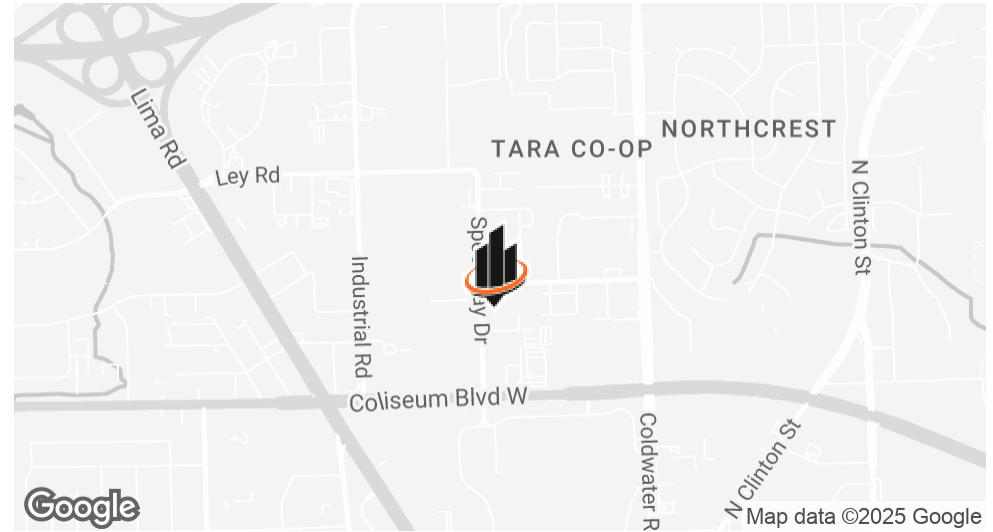 NORTHCREST
TARA CO-OP
Lima Rd
Ley Rd
N Clinton St
Industrial Rd
Dr
Coliseum Blvd W
Coldwater R
N Clinton St
Google
Map data ©2025 Google